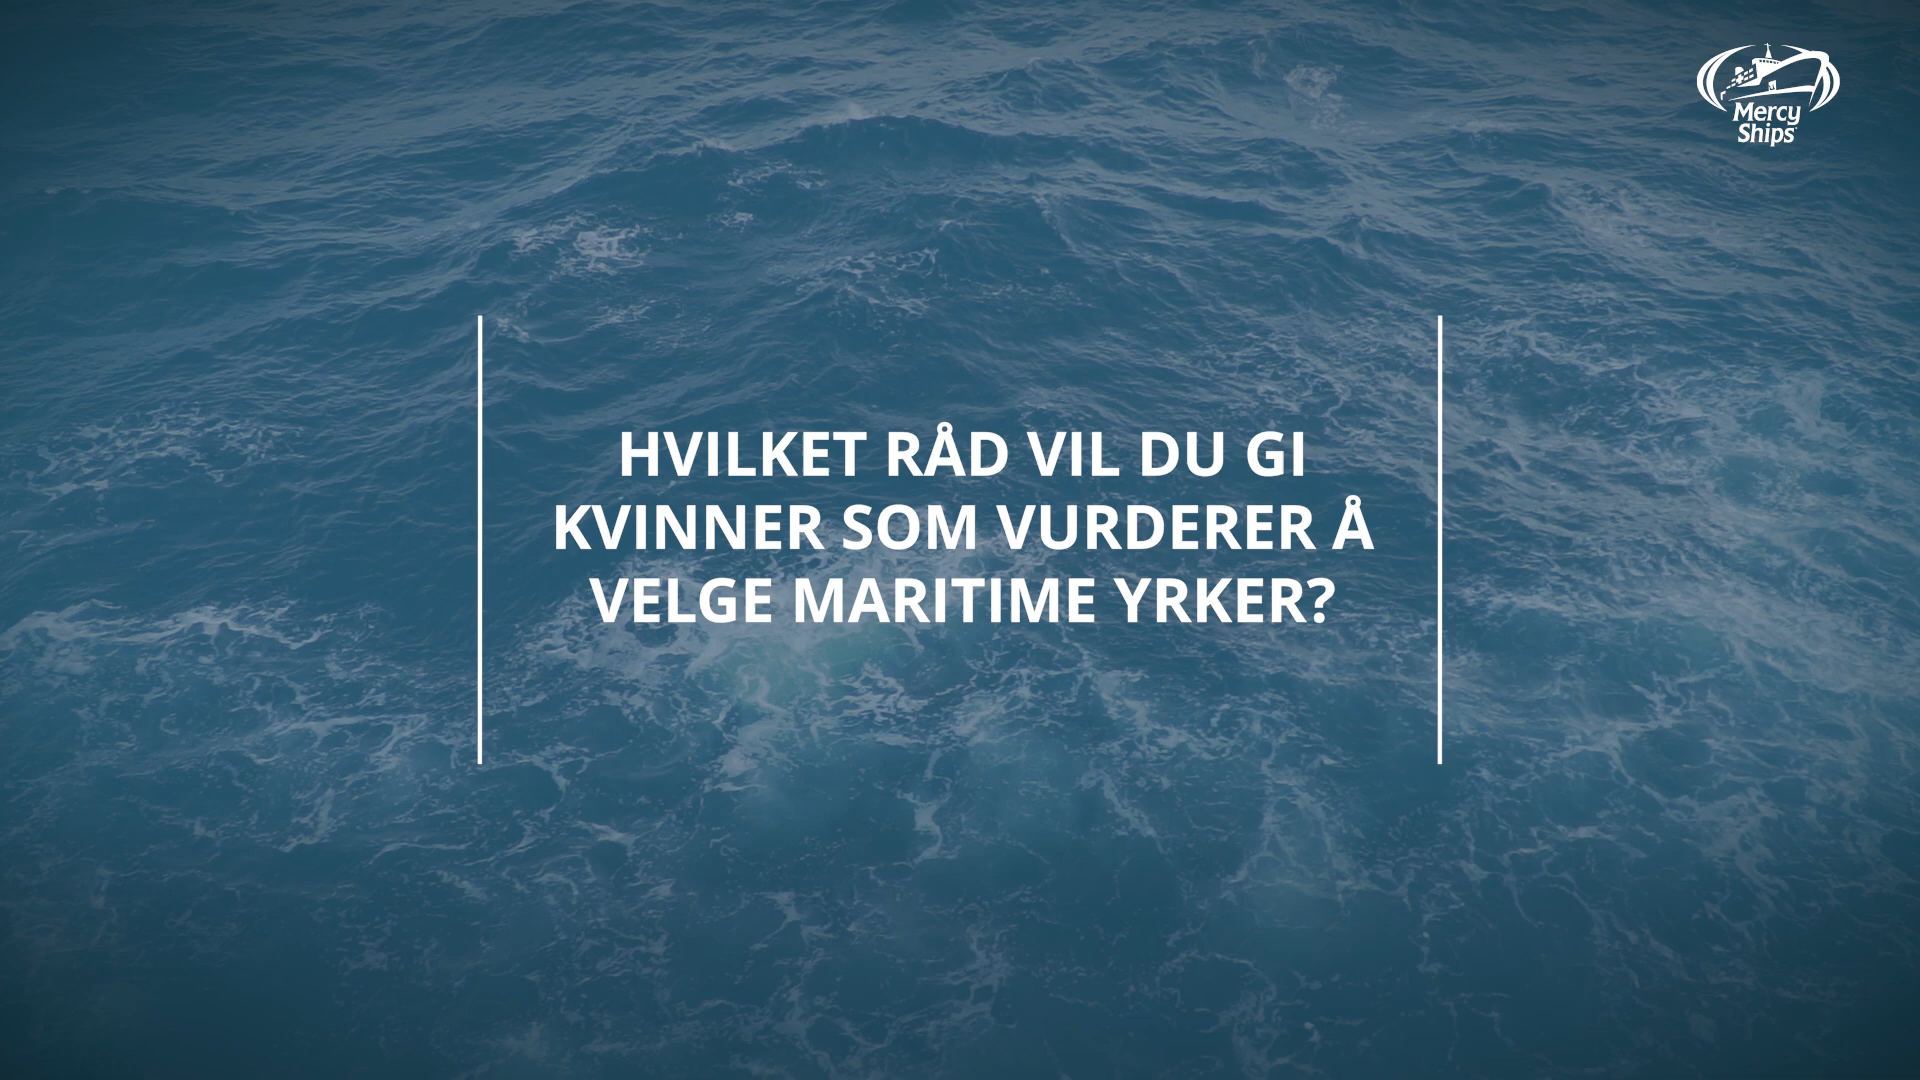 Mercy
Ships
HVILKET RÅD VIL DU GI
KVINNER SOM VURDERER Å
VELGE MARITIME YRKER?